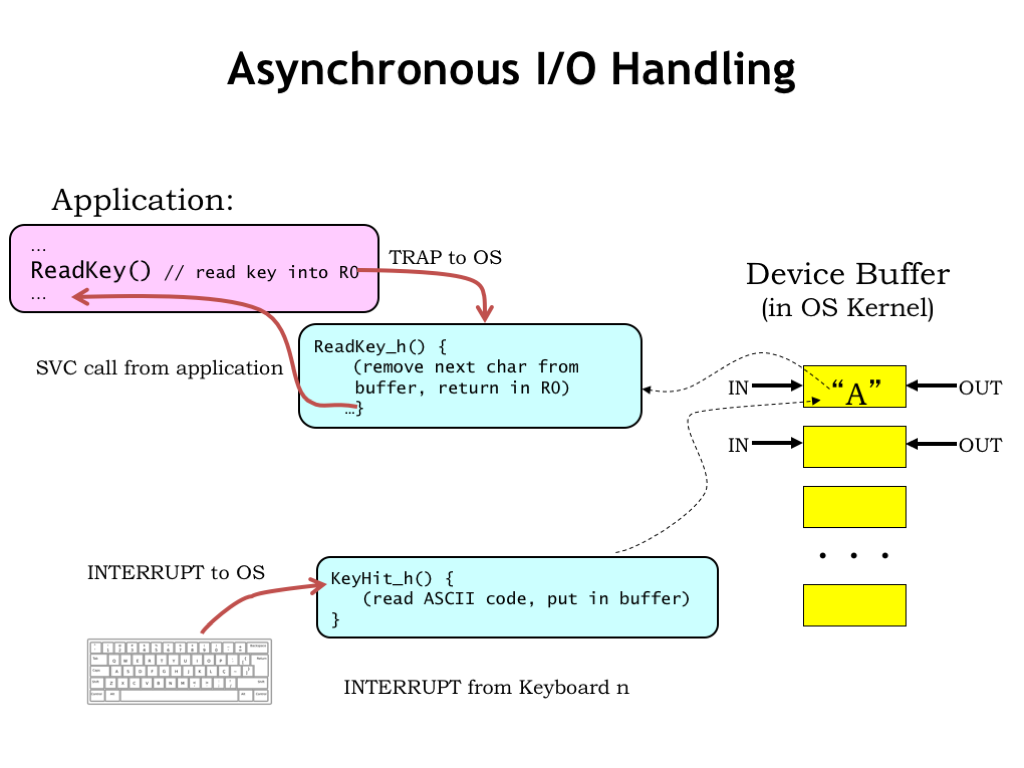 Asynchronous I/O Handling
Application:
…
ReadKey() // read key into R0
…
TRAP to OS
SVC call from application
ReadKey_h() {
(remove next char from
buffer, return in R0)
…}
Device Buffer
(in OS Kernel)
IN
“A”
OUT
IN
OUT
. . .
INTERRUPT to OS
KeyHit_h() {
(read ASCII code, put in buffer)
}
INTERRUPT from Keyboard n